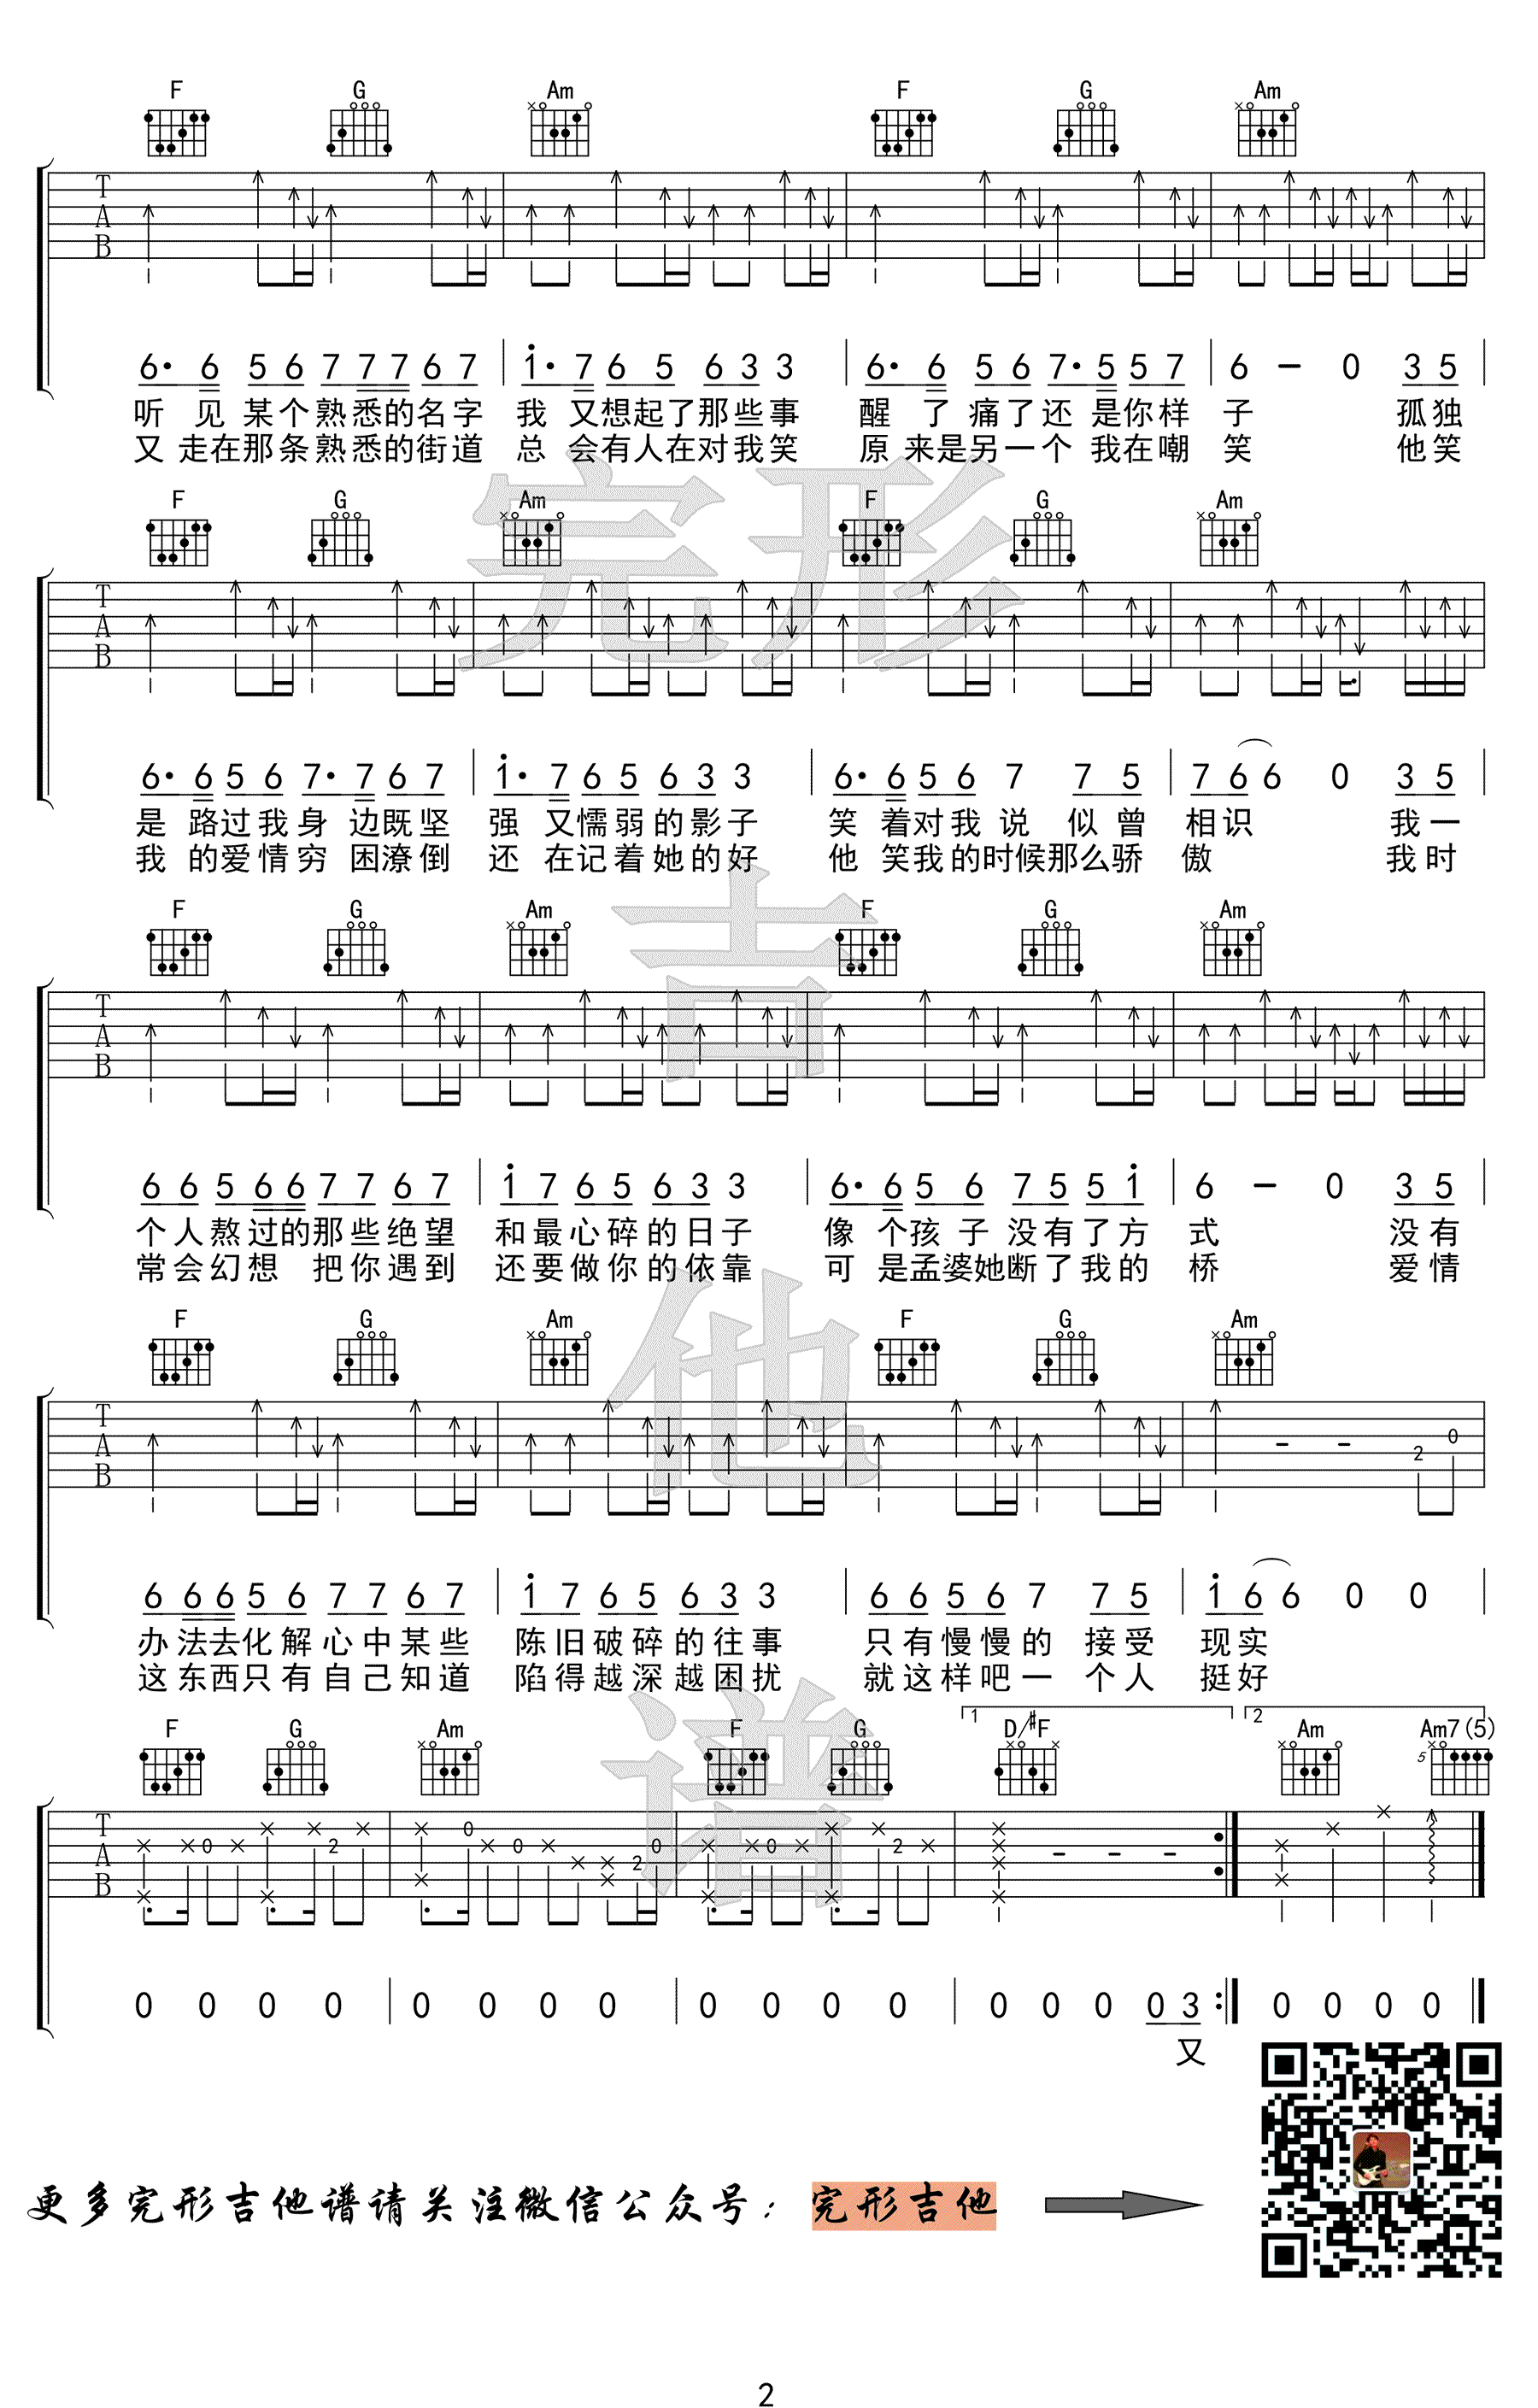 F G Am F G Am
T
A
B
6· 6 5 6 7 7 7 6 7 1· 7 6 5 6 3 3 6· 6 5 6 7· 5 5 7 6 – 0 3 5
听 见 某 个 熟 悉 的 名 字 我 又 想 起 了 那 些 事 醒 了 痛 了 还 是 你 样 子 孤 独
又 走 在 那 条 熟 悉 的 街 道 总 会 有 人 在 对 我 笑 原 来 是 另 一 个 我 在 嘲 笑 他 笑
F G Am F G Am
T
A
B
6· 6 5 6 7· 7 6 7 1· 7 6 5 6 3 3 6· 6 5 6 7 7 5 7 6 6 0 3 5
是 路 过 我 身 边 既 坚 强 又 懦 弱 的 影 子 笑 着 对 我 说 似 曾 相 识 我 一
我 的 爱 情 穷 困 潦 倒 还 在 记 着 她 的 好 他 笑 我 的 时 候 那 么 骄 傲 我 时
F G Am F G Am
T
A
B
6 6 5 6 6 7 7 6 7 1 7 6 5 6 3 3 6· 6 5 6 7 5 5 1 6 – 0 3 5
个 人 熬 过 的 那 些 绝 望 和 最 心 碎 的 日 子 像 个 孩 子 没 有 了 方 式 没 有
常 会 幻 想 把 你 遇 到 还 要 做 你 的 依 靠 可 是 孟 婆 她 断 了 我 的 桥 爱 情
F G Am F G Am
T
A
B
– – 2 0
6 6 6 5 6 7 7 6 7 1 7 6 5 6 3 3 6 6 5 6 7 7 5 1 6 6 0 0
办 法 去 化 解 心 中 某 些 陈 旧 破 碎 的 往 事 只 有 慢 慢 的 接 受 现 实
这 东 西 只 有 自 己 知 道 陷 得 越 深 越 困 扰 就 这 样 吧 一 个 人 挺 好
1 2
F G Am F G D/#F Am Am7(5)
5
T
A
B
0 2 0 0 2 0 0 2 – – –
0 0 0 0 0 0 0 0 0 0 0 0 0 0 0 0 3 0 0 0 0
又
更多完形吉他谱请关注微信公众号：完形吉他
2
完形
吉
他
谱